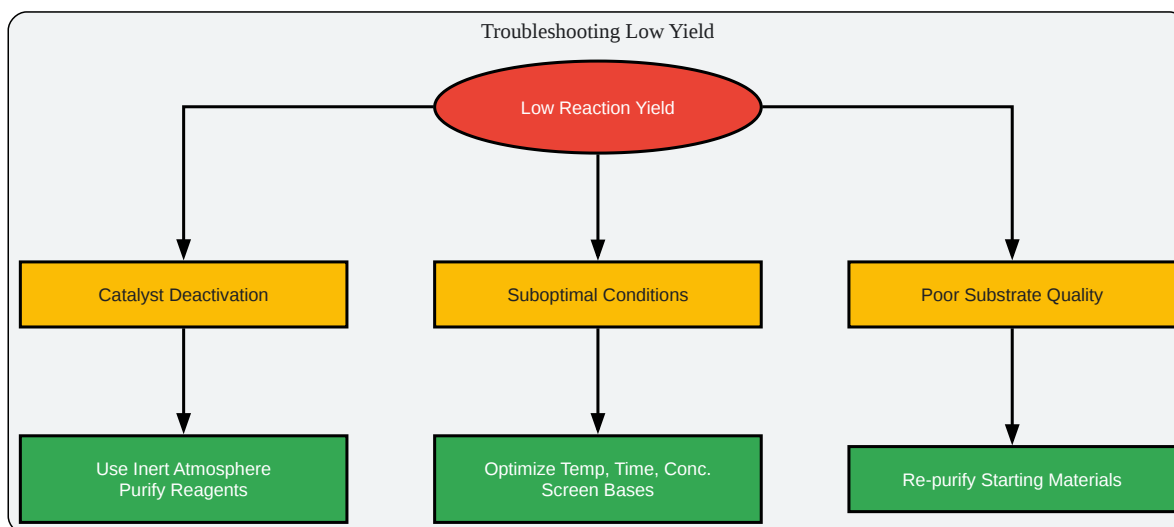 Troubleshooting Low Yield
Low Reaction Yield
Catalyst Deactivation
Suboptimal Conditions
Poor Substrate Quality
Use Inert Atmosphere
Purify Reagents
Optimize Temp, Time, Conc.
Screen Bases
Re-purify Starting Materials